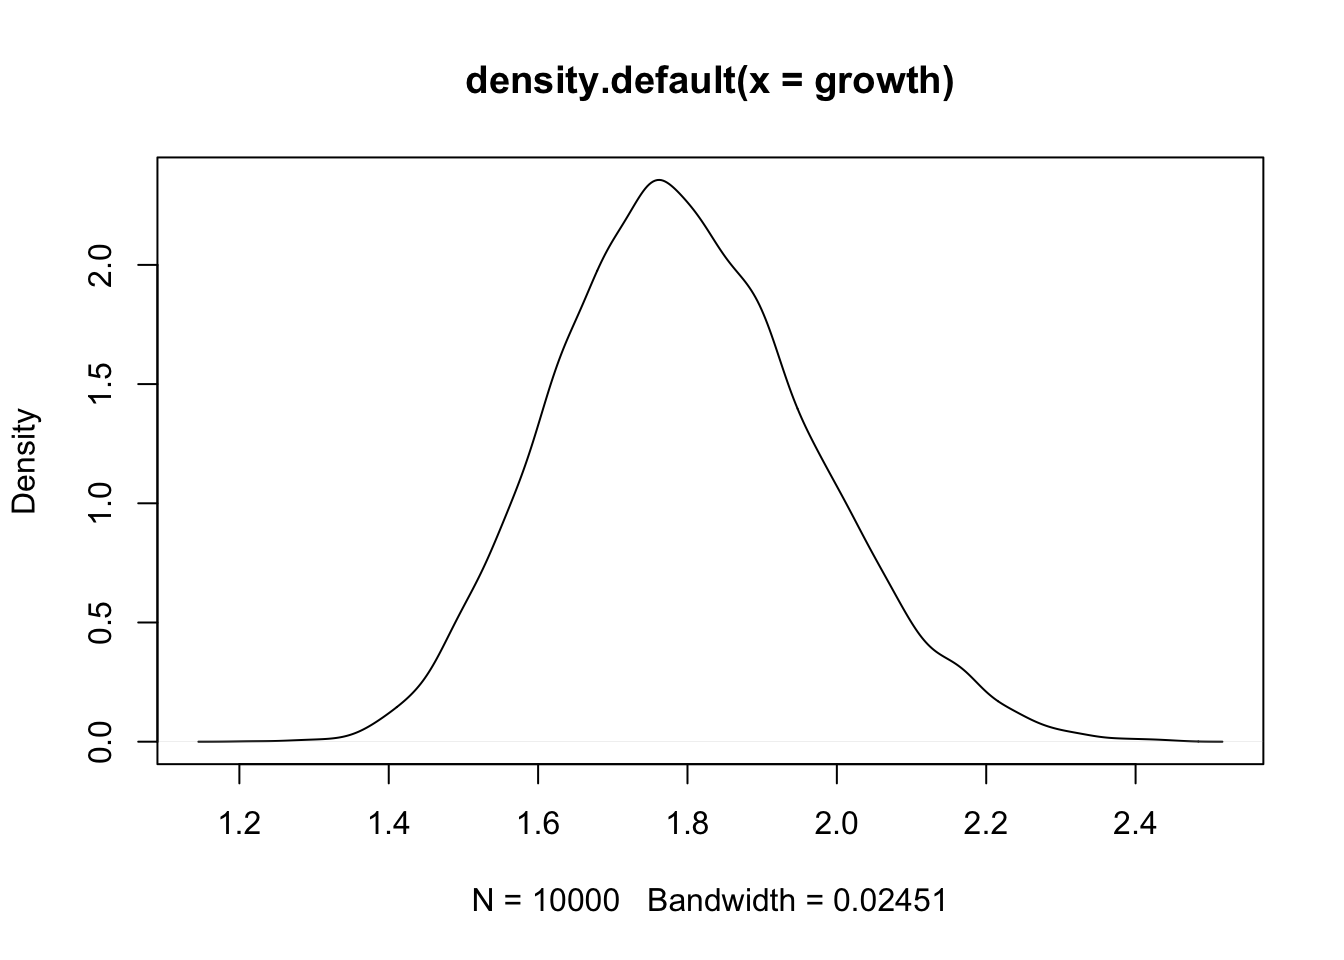 density.default(x = growth)
Density
2.0
1.5
1.0
0.5
0.0
1.2 1.4 1.6 1.8 2.0 2.2 2.4
N = 10000   Bandwidth = 0.02451